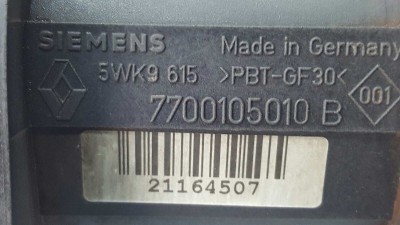 SIEMENS Made in Germany
5WK9 615 >PBT-GF30< 001
7700105010 B
21164507